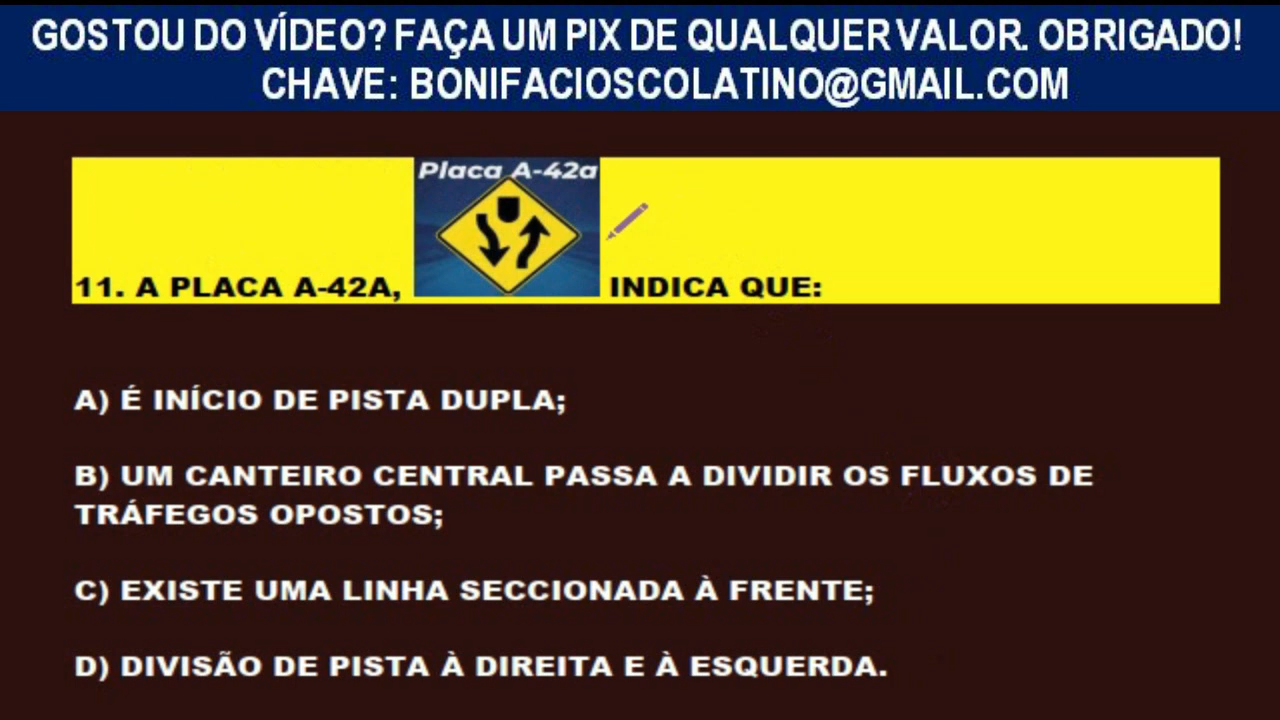 GOSTOU DO VÍDEO? FAÇA UM PIX DE QUALQUER VALOR. OBRIGADO!
CHAVE: BONIFACIOSCOLATINO@GMAIL.COM
Placa A-42a
11. A PLACA A-42A, INDICA QUE:
A) É INÍCIO DE PISTA DUPLA;
B) UM CANTEIRO CENTRAL PASSA A DIVIDIR OS FLUXOS DE
TRÁFEGOS OPOSTOS;
C) EXISTE UMA LINHA SECCIONADA À FRENTE;
D) DIVISÃO DE PISTA À DIREITA E À ESQUERDA.